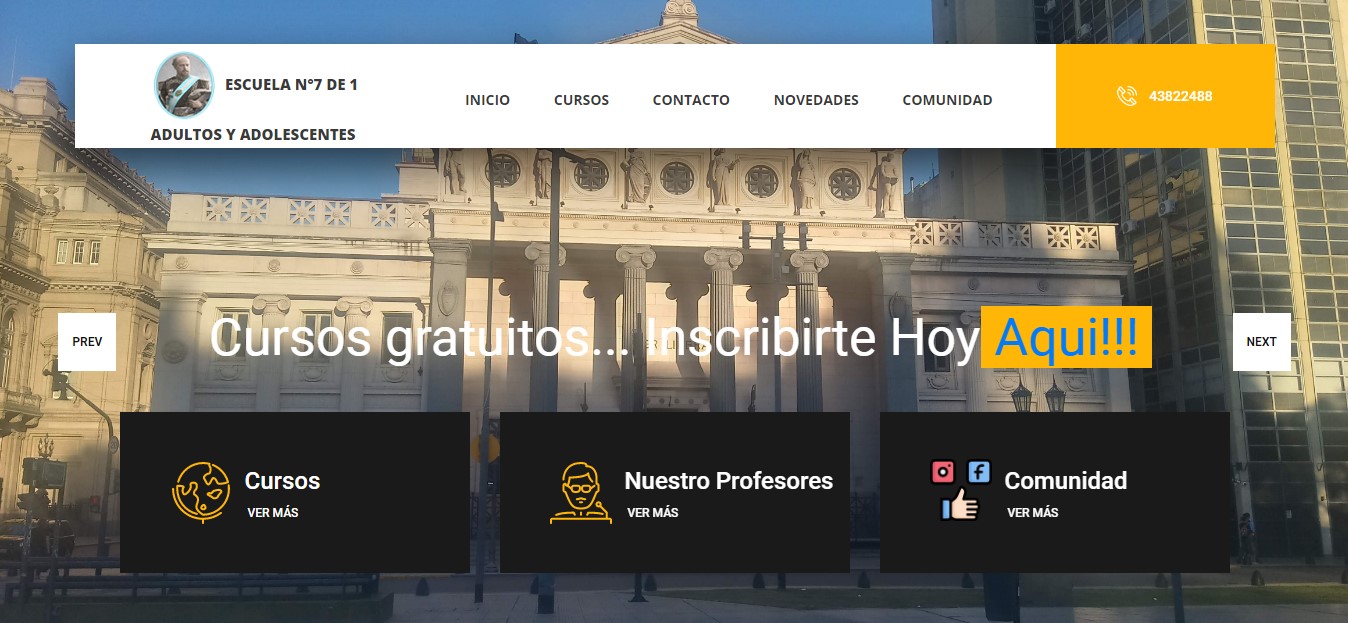 ESCUELA N°7 DE 1
ADULTOS Y ADOLESCENTES
INICIO
CURSOS
CONTACTO
NOVEDADES
COMUNIDAD
43822488
PREV
Cursos gratuitos... Inscribirte Hoy Aqui!!!
NEXT
Cursos
VER MÁS
Nuestro Profesores
VER MÁS
Comunidad
VER MÁS